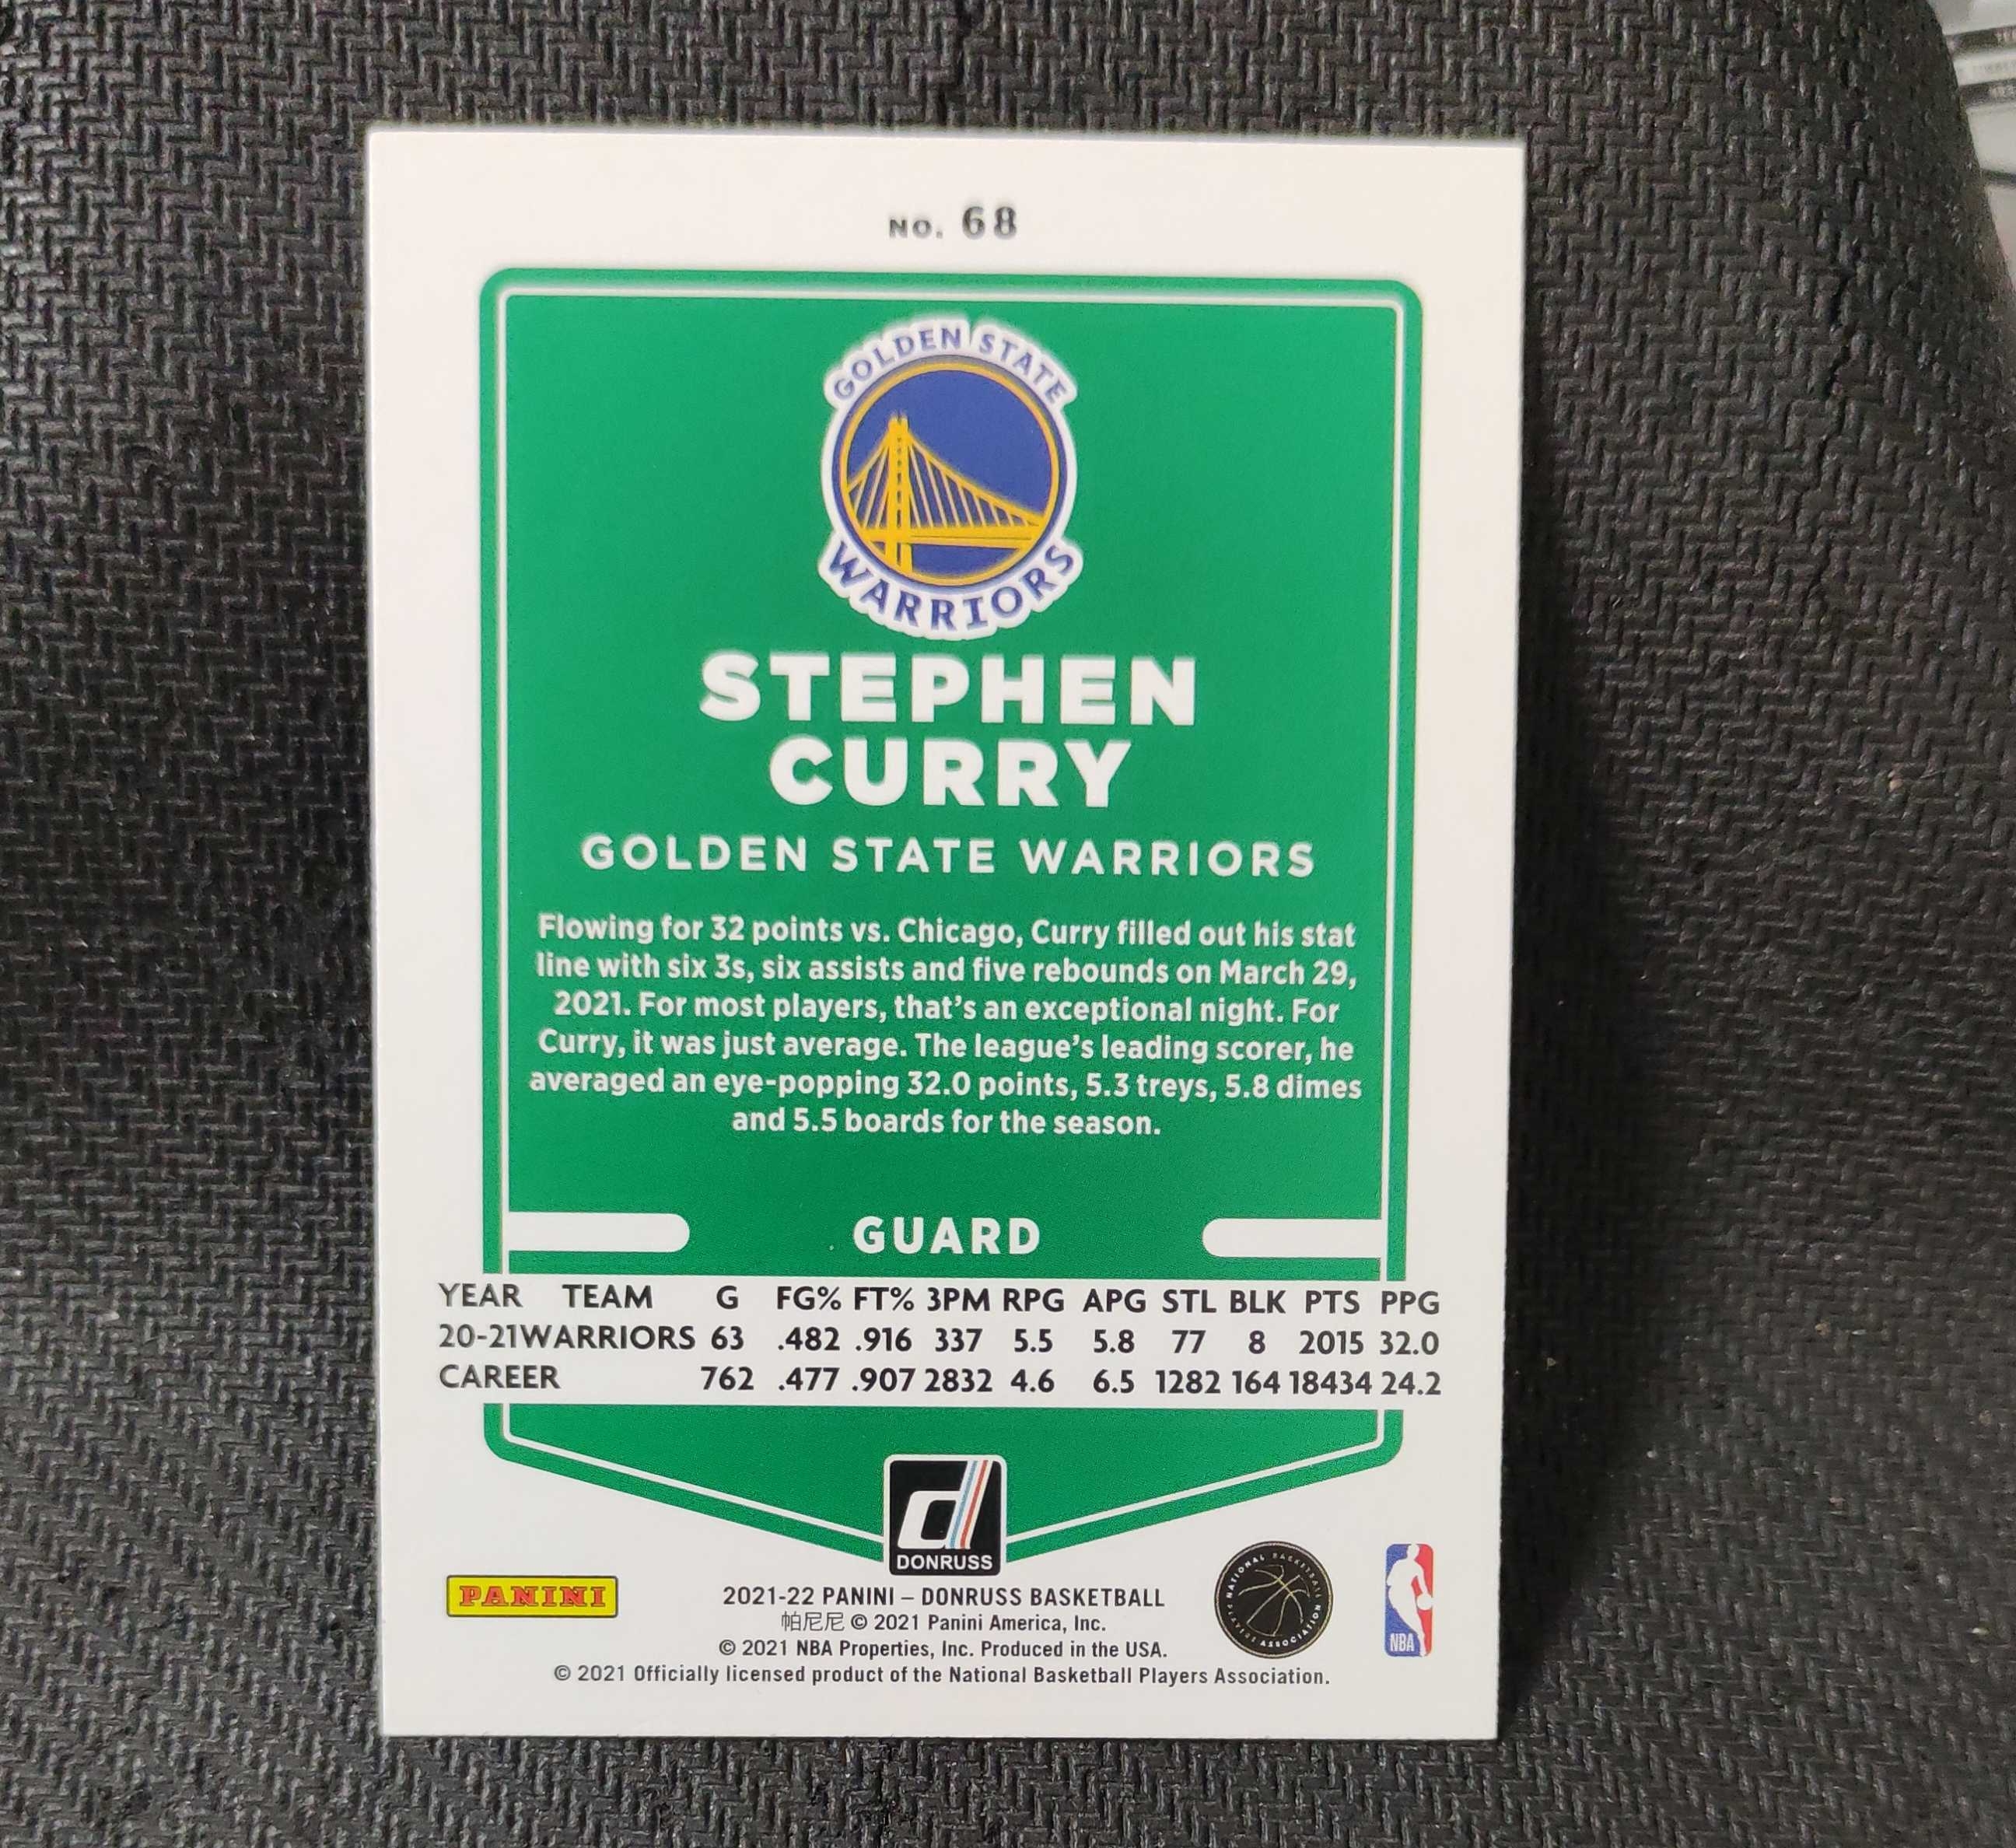 NO. 68
GOLDEN STATE
WARRIORS
STEPHEN
CURRY
GOLDEN STATE WARRIORS
Flowing for 32 points vs. Chicago, Curry filled out his stat
line with six 3s, six assists and five rebounds on March 29,
2021. For most players, that's an exceptional night. For
Curry, it was just average. The league's leading scorer, he
averaged an eye-popping 32.0 points, 5.3 treys, 5.8 dimes
and 5.5 boards for the season.
GUARD
YEAR TEAM G FG% FT% 3PM RPG APG STL BLK PTS PPG
20-21 WARRIORS 63 .482 .916 337 5.5 5.8 77 8 2015 32.0
CAREER 762 .477 .907 2832 4.6 6.5 1282 164 18434 24.2
d
DONRUSS
PANINI
2021-22 PANINI – DONRUSS BASKETBALL
帕尼尼 © 2021 Panini America, Inc.
© 2021 NBA Properties, Inc. Produced in the USA.
© 2021 Officially licensed product of the National Basketball Players Association.
NATIONAL BASKETBALL PLAYERS ASSOCIATION
NBA